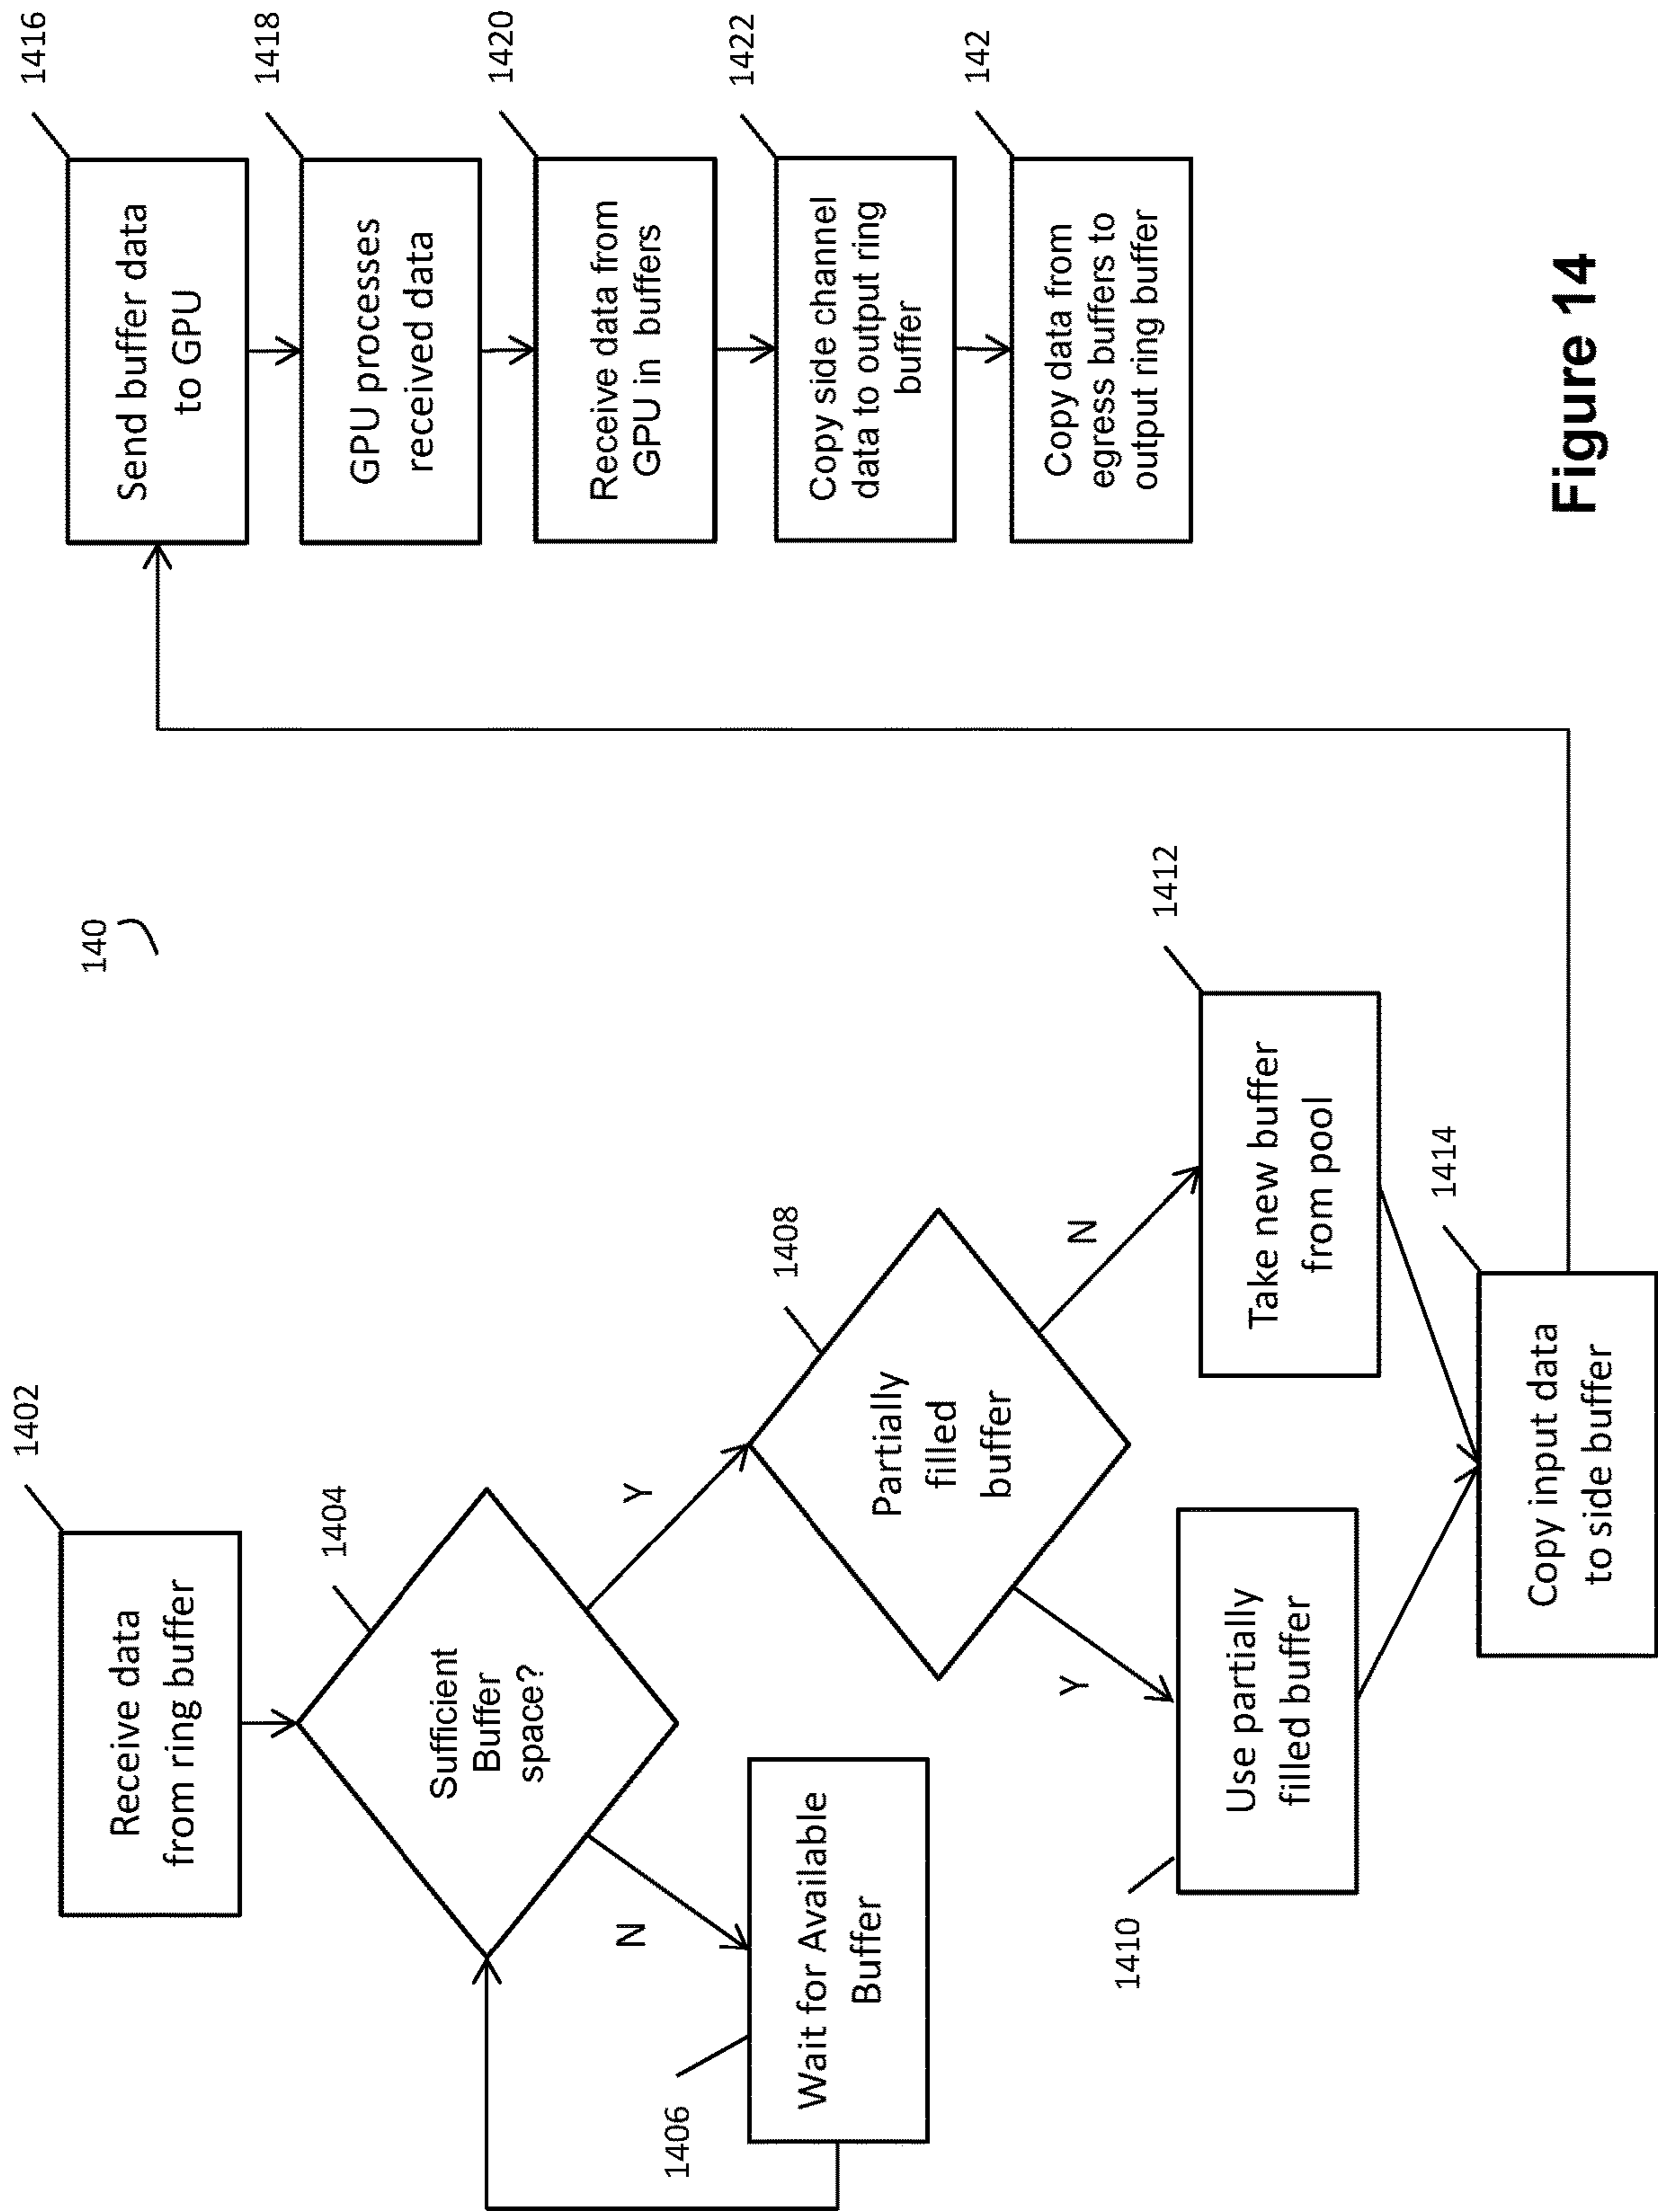 140
1402
Receive data
from ring buffer
1404
Sufficient
Buffer
space?
N
Y
1406
Wait for Available
Buffer
1408
Partially
filled
buffer
Y
N
1410
Use partially
filled buffer
1412
Take new buffer
from pool
1414
Copy input data
to side buffer
1416
Send buffer data
to GPU
1418
GPU processes
received data
1420
Receive data from
GPU in buffers
1422
Copy side channel
data to output ring
buffer
142
Copy data from
egress buffers to
output ring buffer
Figure 14